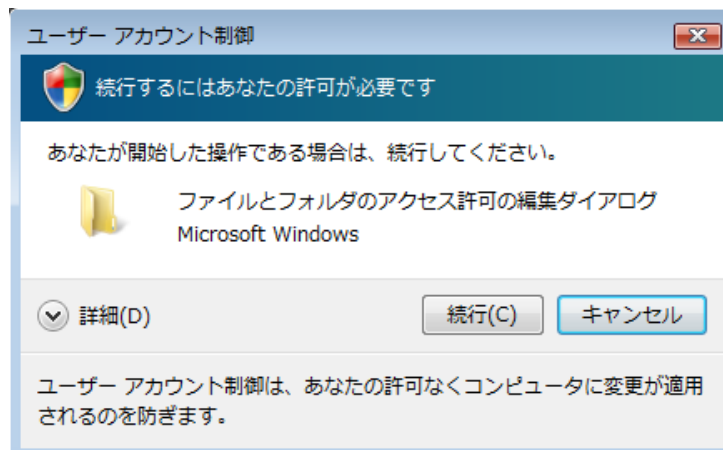 ユーザー アカウント制御
続行するにはあなたの許可が必要です
あなたが開始した操作である場合は、続行してください。
ファイルとフォルダのアクセス許可の編集ダイアログ
Microsoft Windows
詳細(D)
続行(C)
キャンセル
ユーザー アカウント制御は、あなたの許可なくコンピュータに変更が適用
されるのを防ぎます。